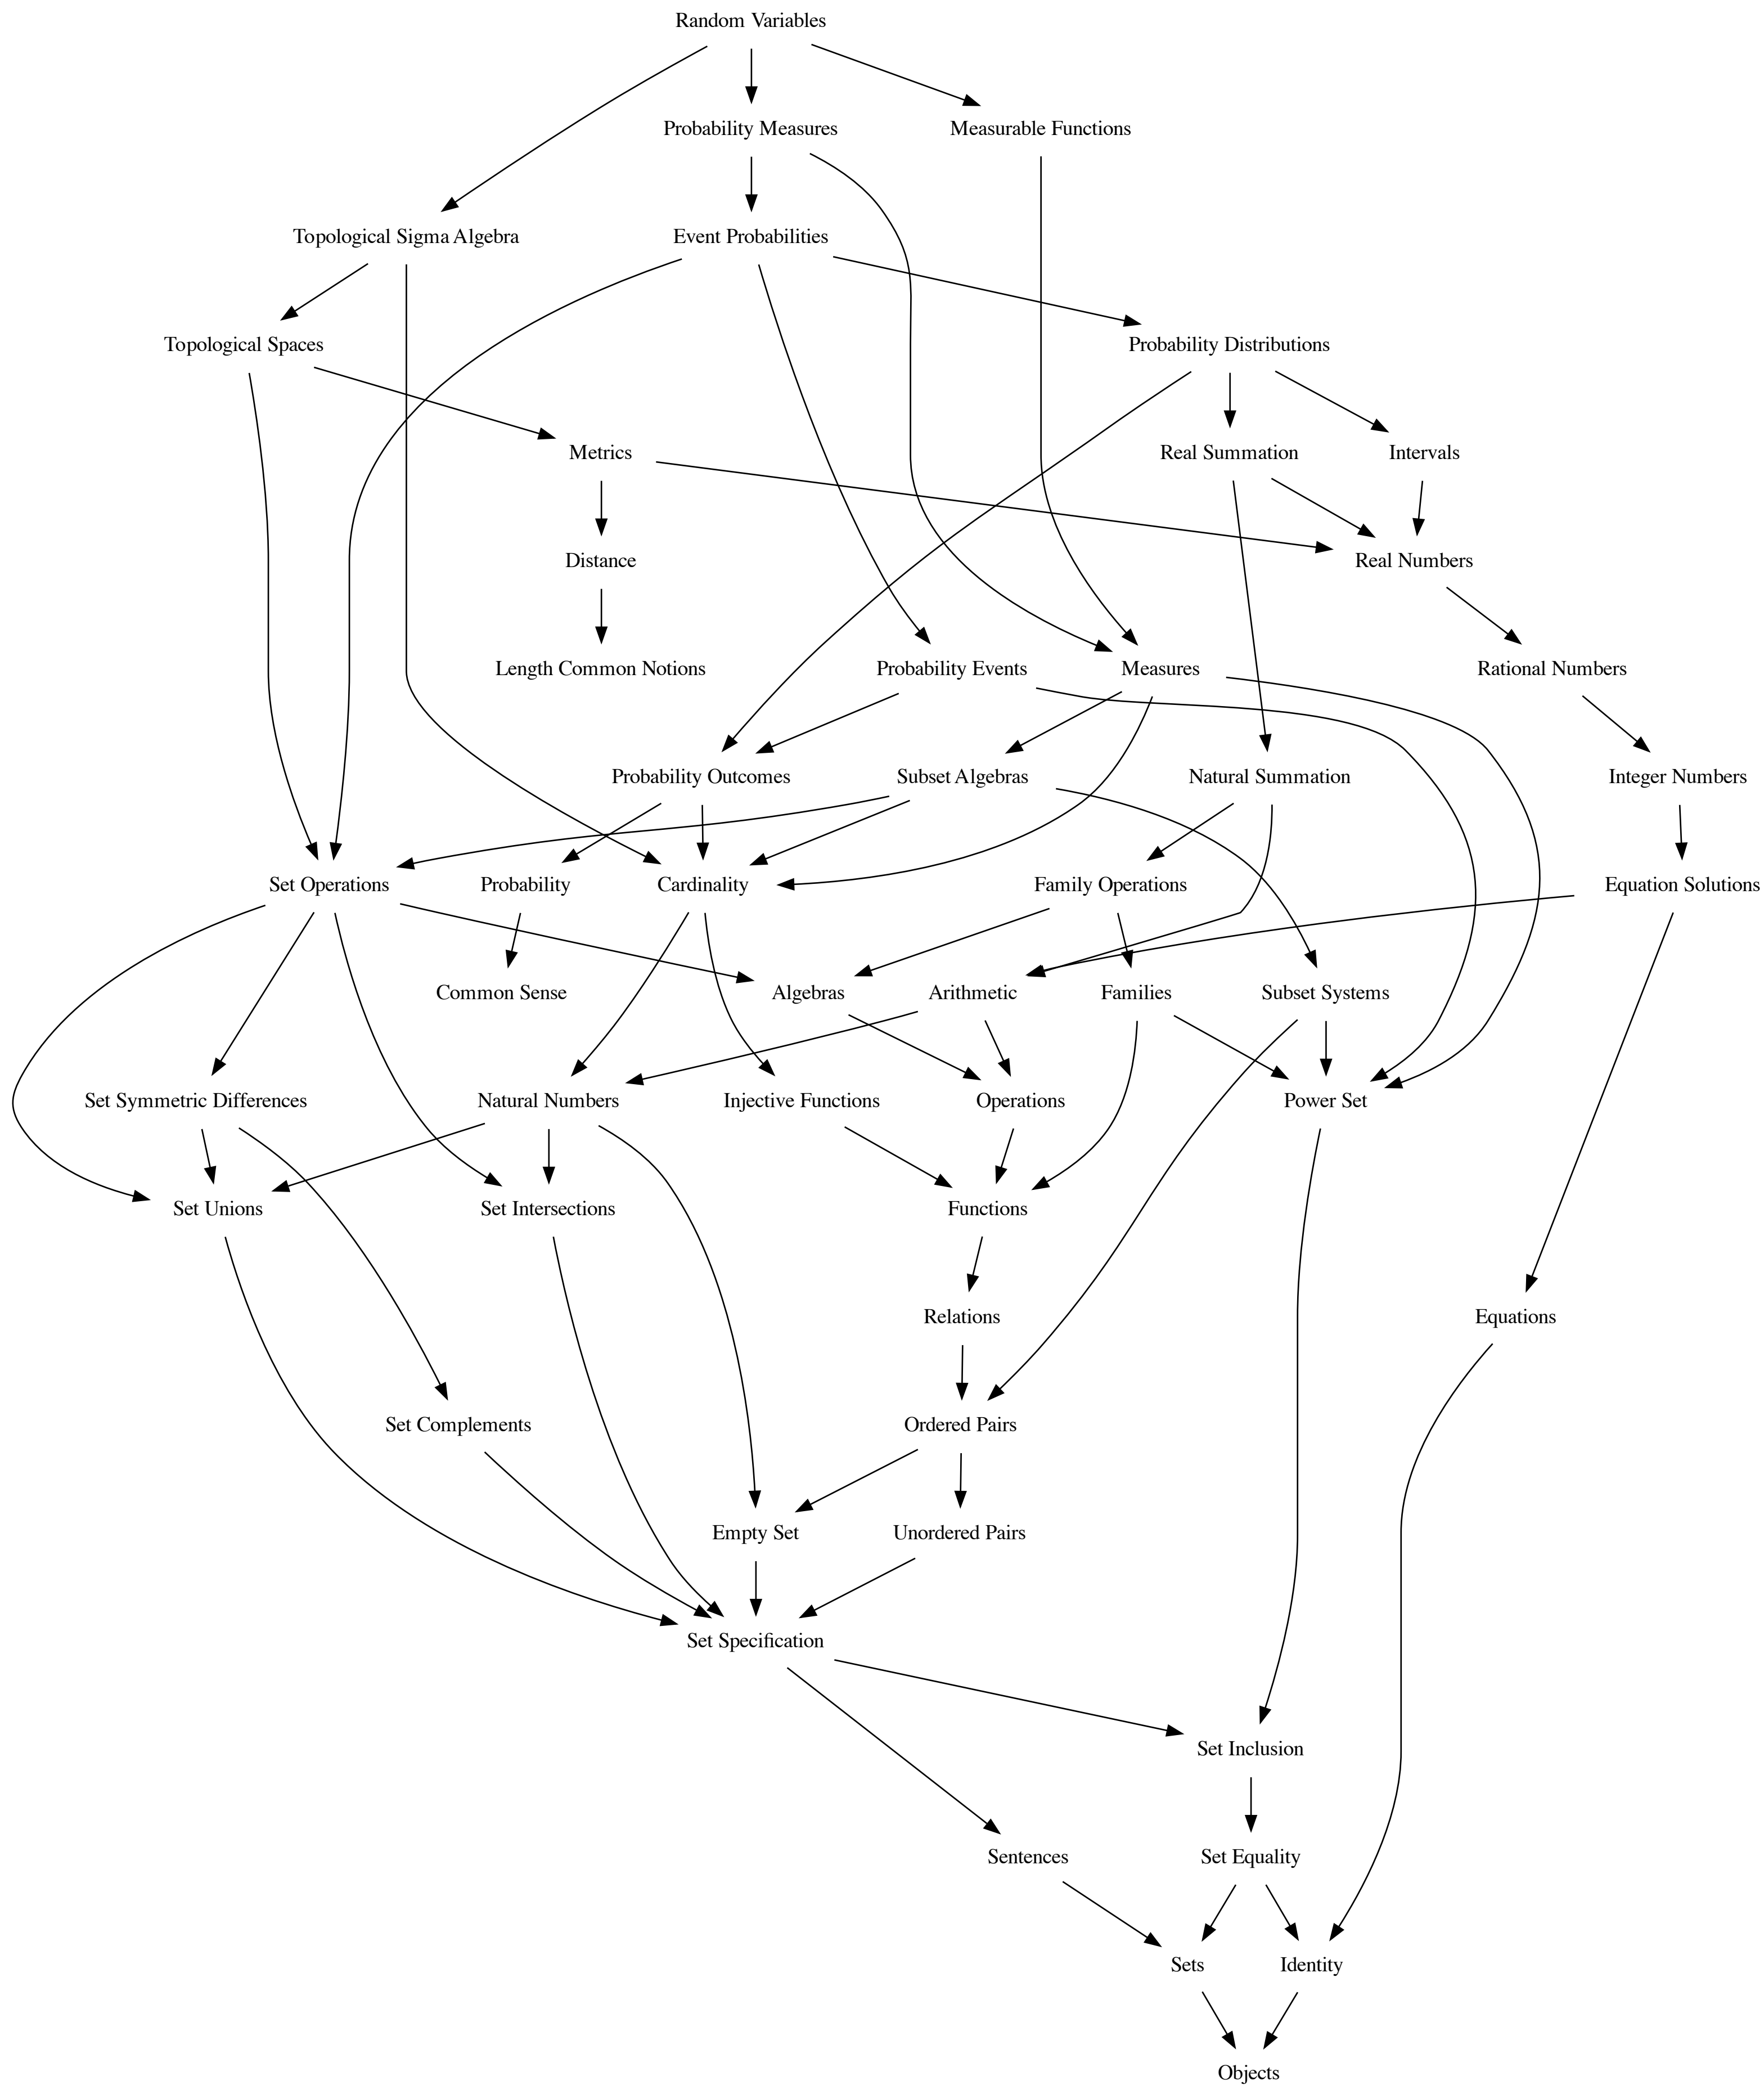 Random Variables
Probability Measures
Measurable Functions
Topological Sigma Algebra
Event Probabilities
Topological Spaces
Probability Distributions
Metrics
Real Summation
Intervals
Distance
Real Numbers
Length Common Notions
Probability Events
Measures
Rational Numbers
Probability Outcomes
Subset Algebras
Natural Summation
Integer Numbers
Set Operations
Probability
Cardinality
Family Operations
Equation Solutions
Common Sense
Algebras
Arithmetic
Families
Subset Systems
Set Symmetric Differences
Natural Numbers
Injective Functions
Operations
Power Set
Set Unions
Set Intersections
Functions
Relations
Equations
Set Complements
Ordered Pairs
Empty Set
Unordered Pairs
Set Specification
Set Inclusion
Sentences
Set Equality
Sets
Identity
Objects